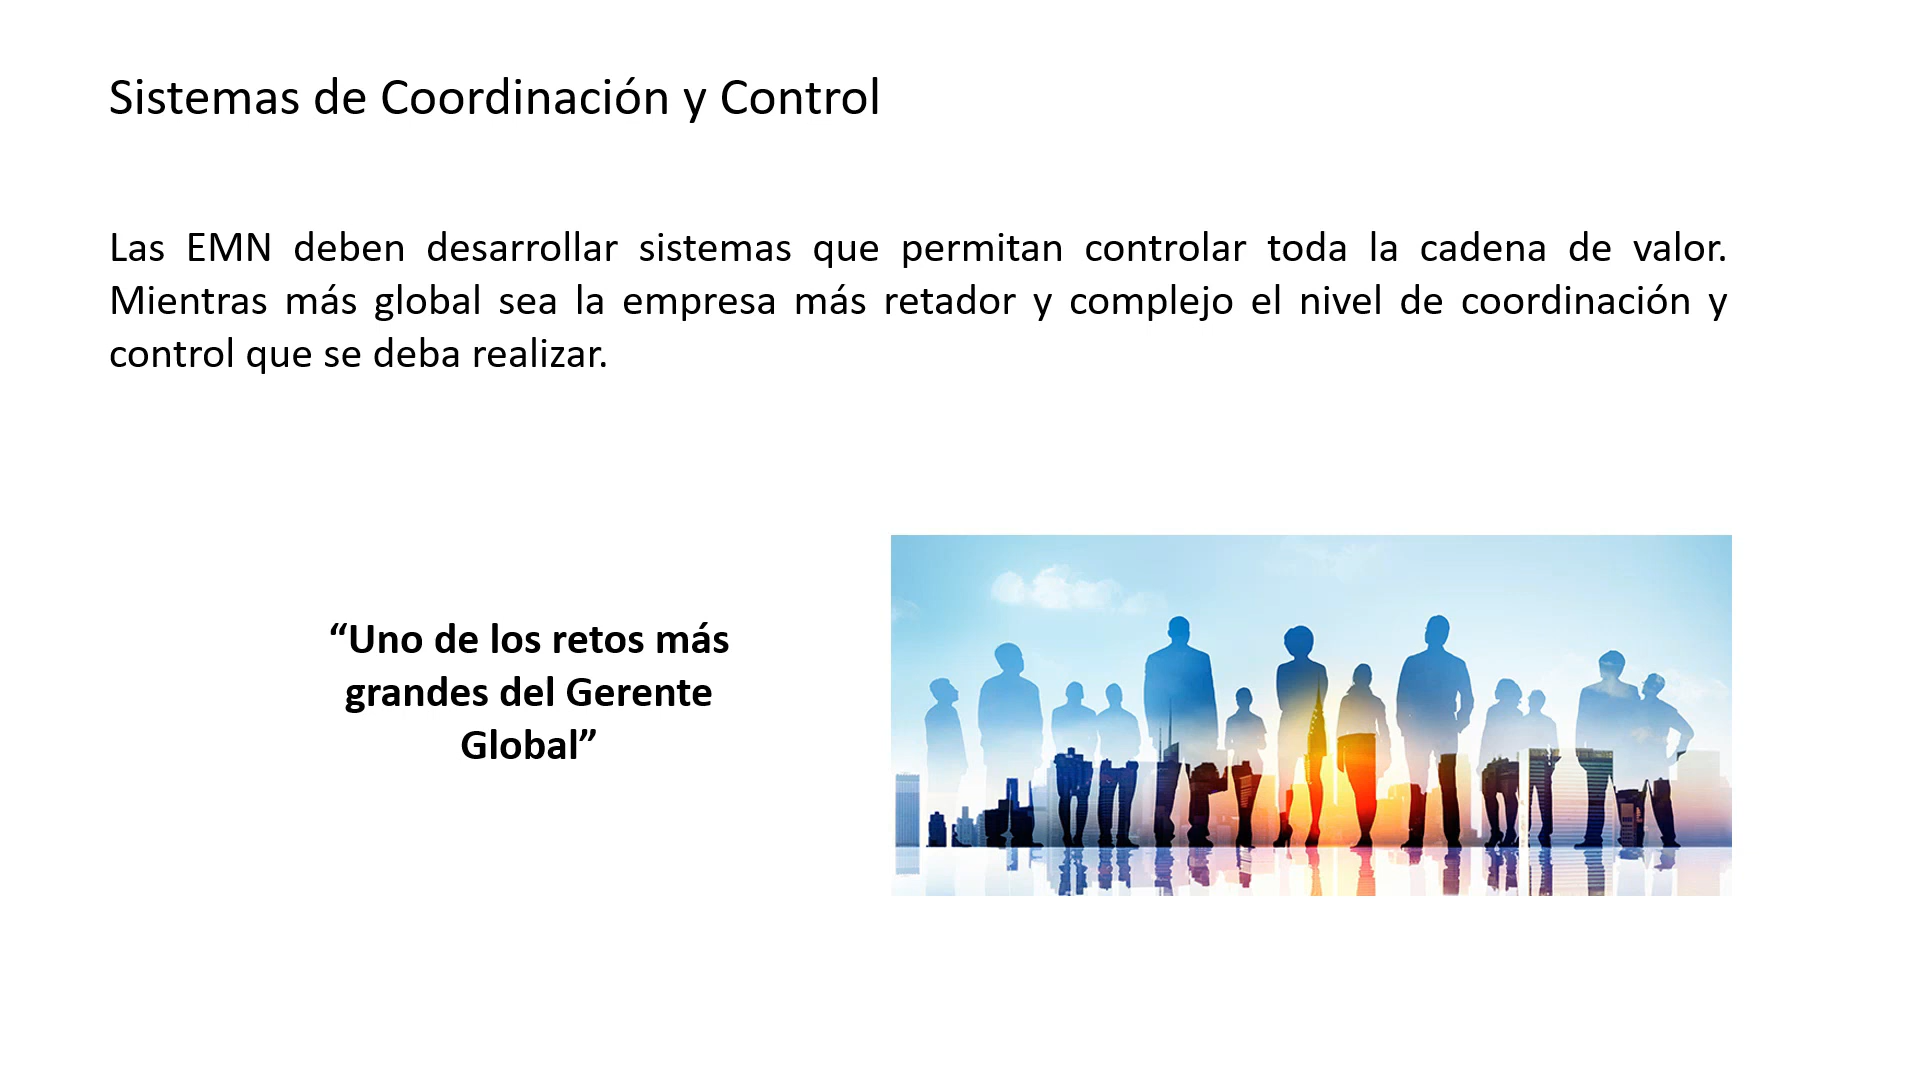 Sistemas de Coordinación y Control
Las EMN deben desarrollar sistemas que permitan controlar toda la cadena de valor.
Mientras más global sea la empresa más retador y complejo el nivel de coordinación y
control que se deba realizar.
“Uno de los retos más
grandes del Gerente
Global”